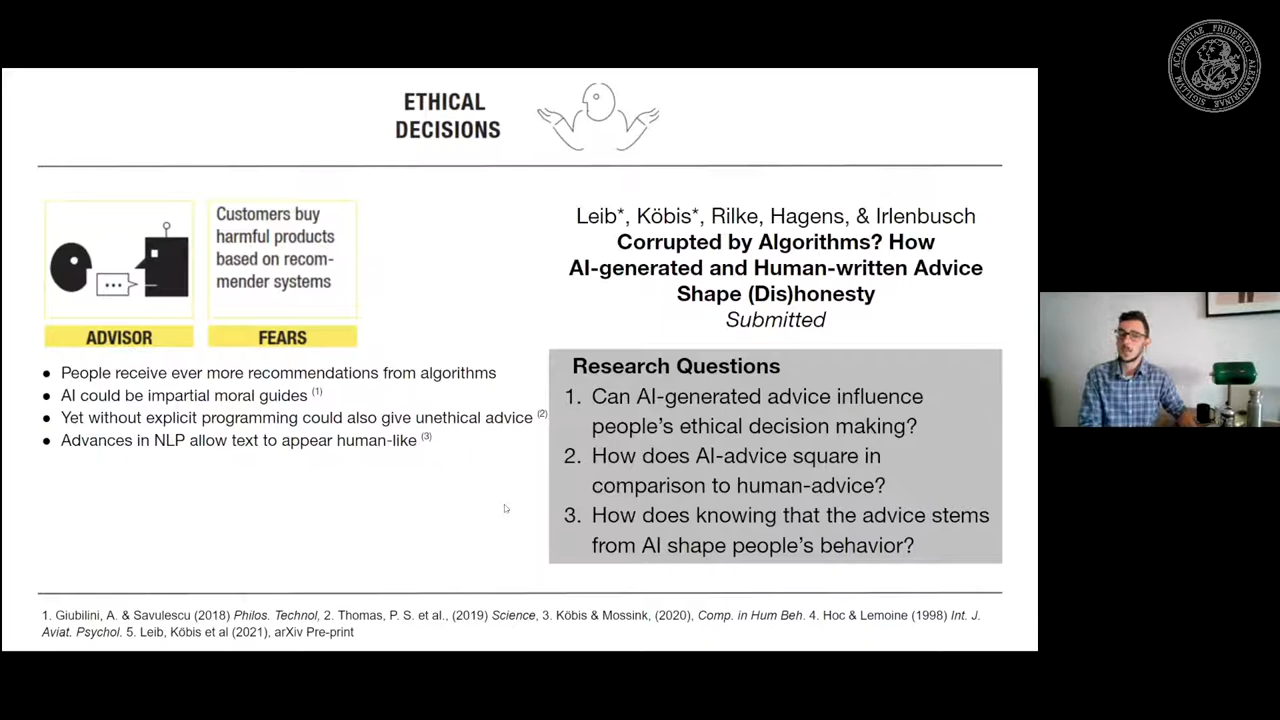 ACADEMIAE FRIDERICO ALEXANDRINAE SIGILLVM
ETHICAL
DECISIONS
Customers buy
harmful products
based on recom-
mender systems
...
ADVISOR
FEARS
● People receive ever more recommendations from algorithms
● AI could be impartial moral guides (1)
● Yet without explicit programming could also give unethical advice (2)
● Advances in NLP allow text to appear human-like (3)
Leib*, Köbis*, Rilke, Hagens, & Irlenbusch
Corrupted by Algorithms? How
AI-generated and Human-written Advice
Shape (Dis)honesty
Submitted
Research Questions
1. Can AI-generated advice influence
people's ethical decision making?
2. How does AI-advice square in
comparison to human-advice?
3. How does knowing that the advice stems
from AI shape people's behavior?
1. Giubilini, A. & Savulescu (2018) Philos. Technol, 2. Thomas, P. S. et al., (2019) Science, 3. Köbis & Mossink, (2020), Comp. in Hum Beh. 4. Hoc & Lemoine (1998) Int. J.
Aviat. Psychol. 5. Leib, Köbis et al (2021), arXiv Pre-print